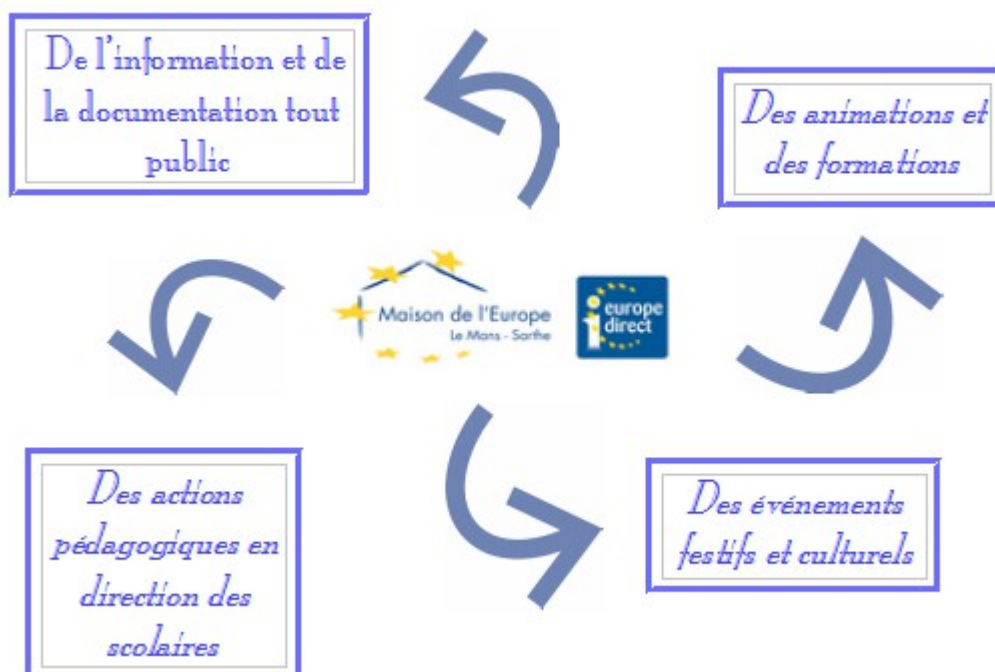 De l'information et de
la documentation tout
public
Des animations et
des formations
Maison de l'Europe
Le Mans - Sarthe
europe
direct
Des actions
pédagogiques en
direction des
scolaires
Des événements
festifs et culturels